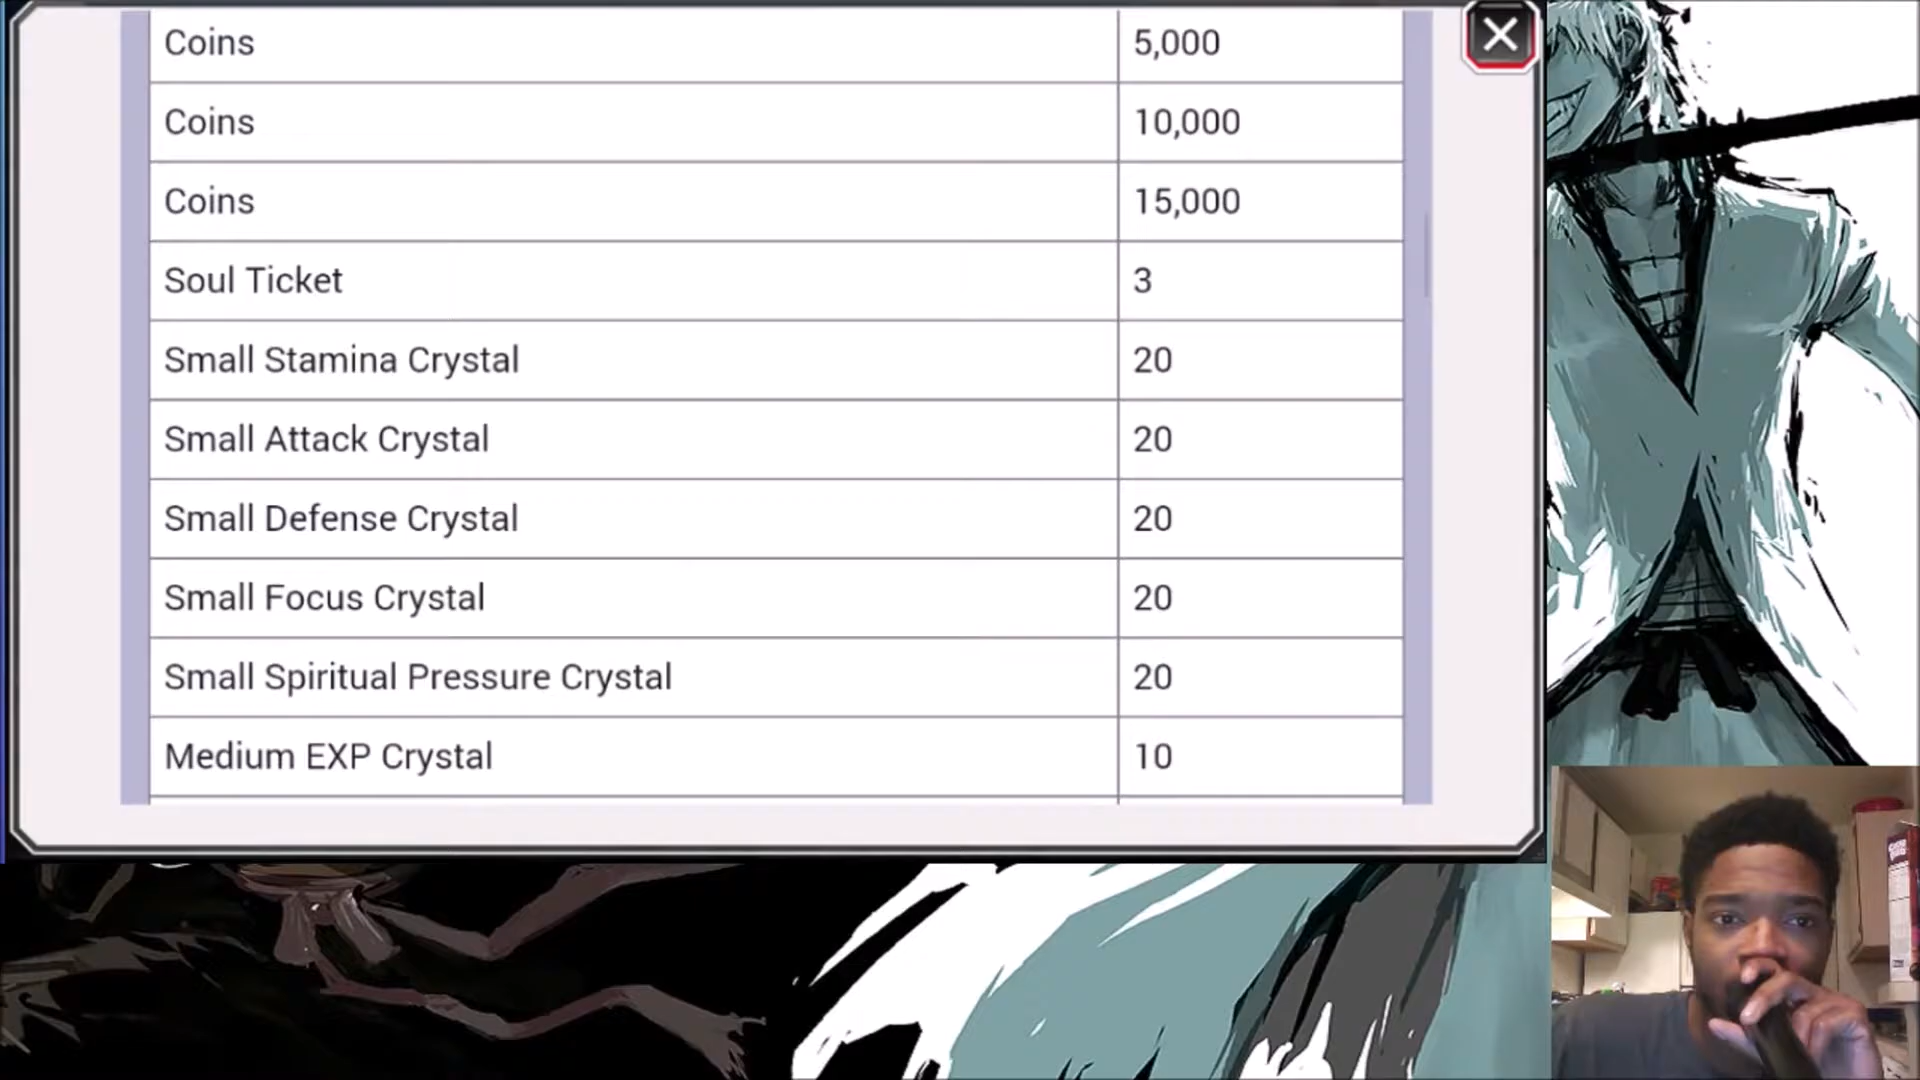 Coins 5,000
Coins 10,000
Coins 15,000
Soul Ticket 3
Small Stamina Crystal 20
Small Attack Crystal 20
Small Defense Crystal 20
Small Focus Crystal 20
Small Spiritual Pressure Crystal 20
Medium EXP Crystal 10